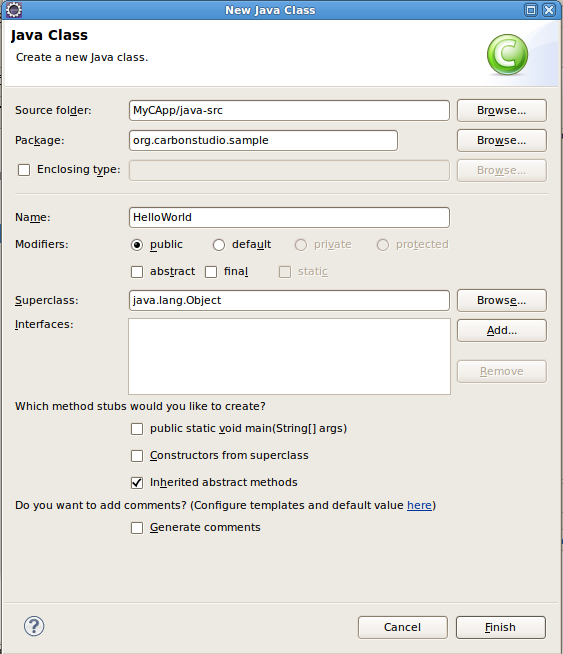 New Java Class
Java Class
Create a new Java class.
Source folder: MyCApp/java-src Browse...
Package: org.carbonstudio.sample Browse...
Enclosing type: Browse...
Name: HelloWorld
Modifiers: public default private protected
abstract final static
Superclass: java.lang.Object Browse...
Interfaces: Add...
Remove
Which method stubs would you like to create?
public static void main(String[] args)
Constructors from superclass
Inherited abstract methods
Do you want to add comments? (Configure templates and default value here)
Generate comments
? Cancel Finish